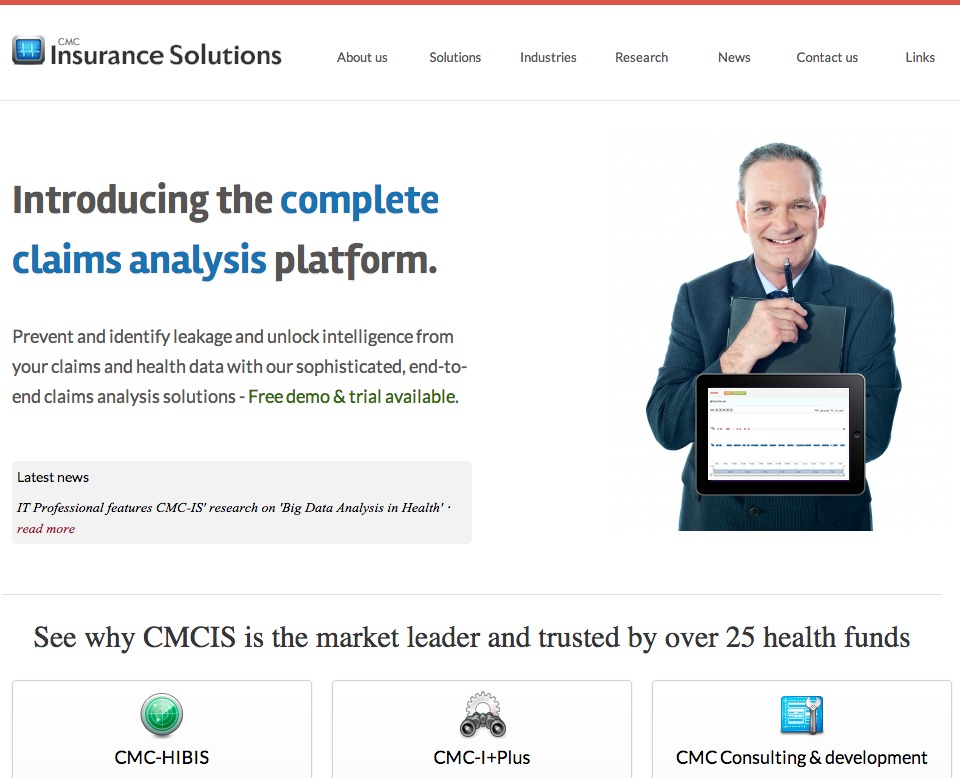 CMC
Insurance Solutions
About us
Solutions
Industries
Research
News
Contact us
Links
Introducing the complete
claims analysis platform.
Prevent and identify leakage and unlock intelligence from
your claims and health data with our sophisticated, end-to-
end claims analysis solutions - Free demo & trial available.
Latest news
IT Professional features CMC-IS' research on 'Big Data Analysis in Health' ·
read more
See why CMCIS is the market leader and trusted by over 25 health funds
CMC-HIBIS
CMC-I+Plus
CMC Consulting & development